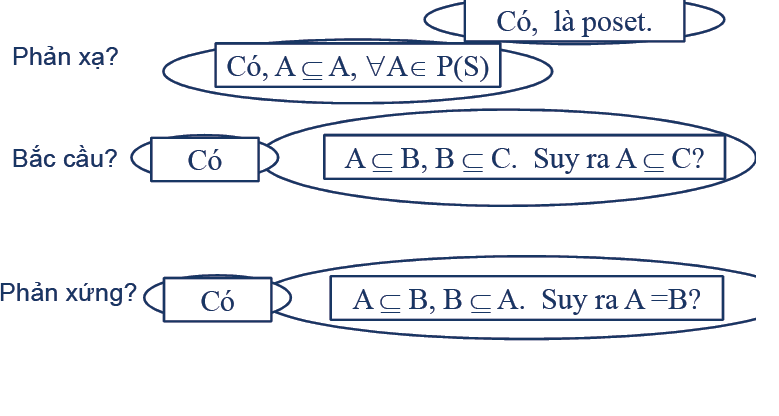 Có, là poset.
Phản xạ?
Có, A ⊆ A, ∀A∈ P(S)
Bắc cầu?
Có
A ⊆ B, B ⊆ C. Suy ra A ⊆ C?
Phản xứng?
Có
A ⊆ B, B ⊆ A. Suy ra A =B?